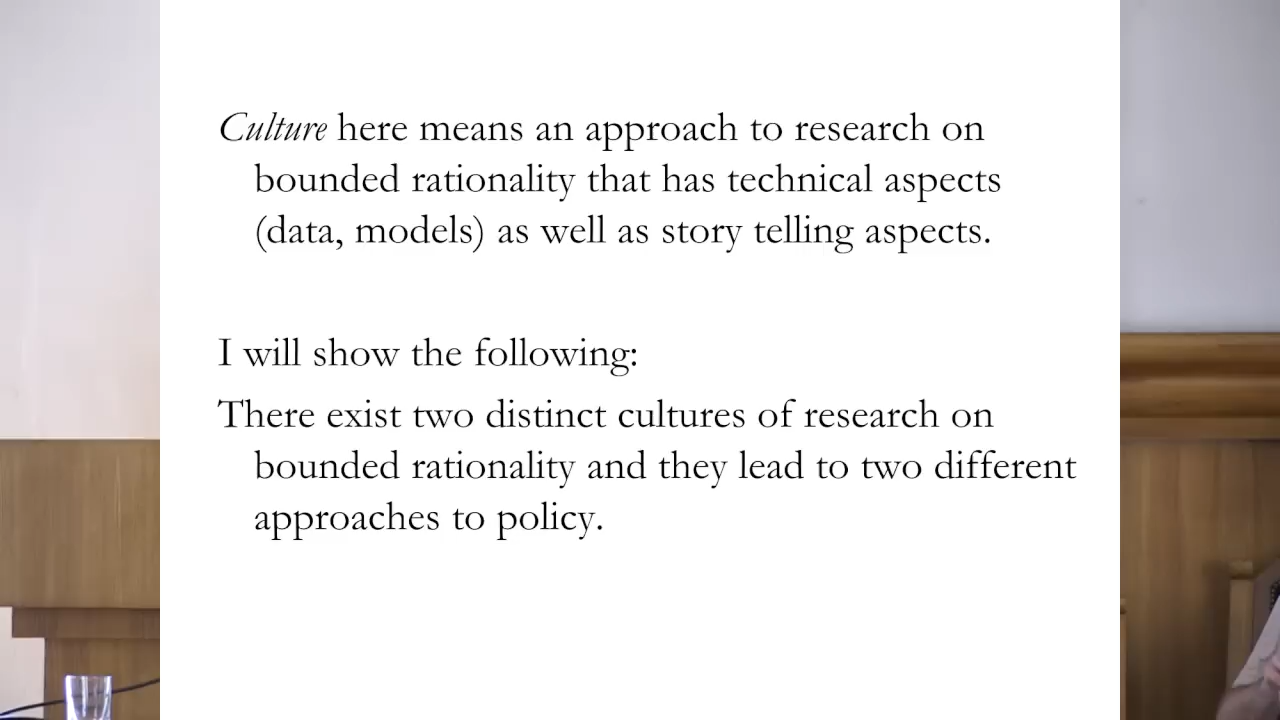 Culture here means an approach to research on
bounded rationality that has technical aspects
(data, models) as well as story telling aspects.
I will show the following:
There exist two distinct cultures of research on
bounded rationality and they lead to two different
approaches to policy.